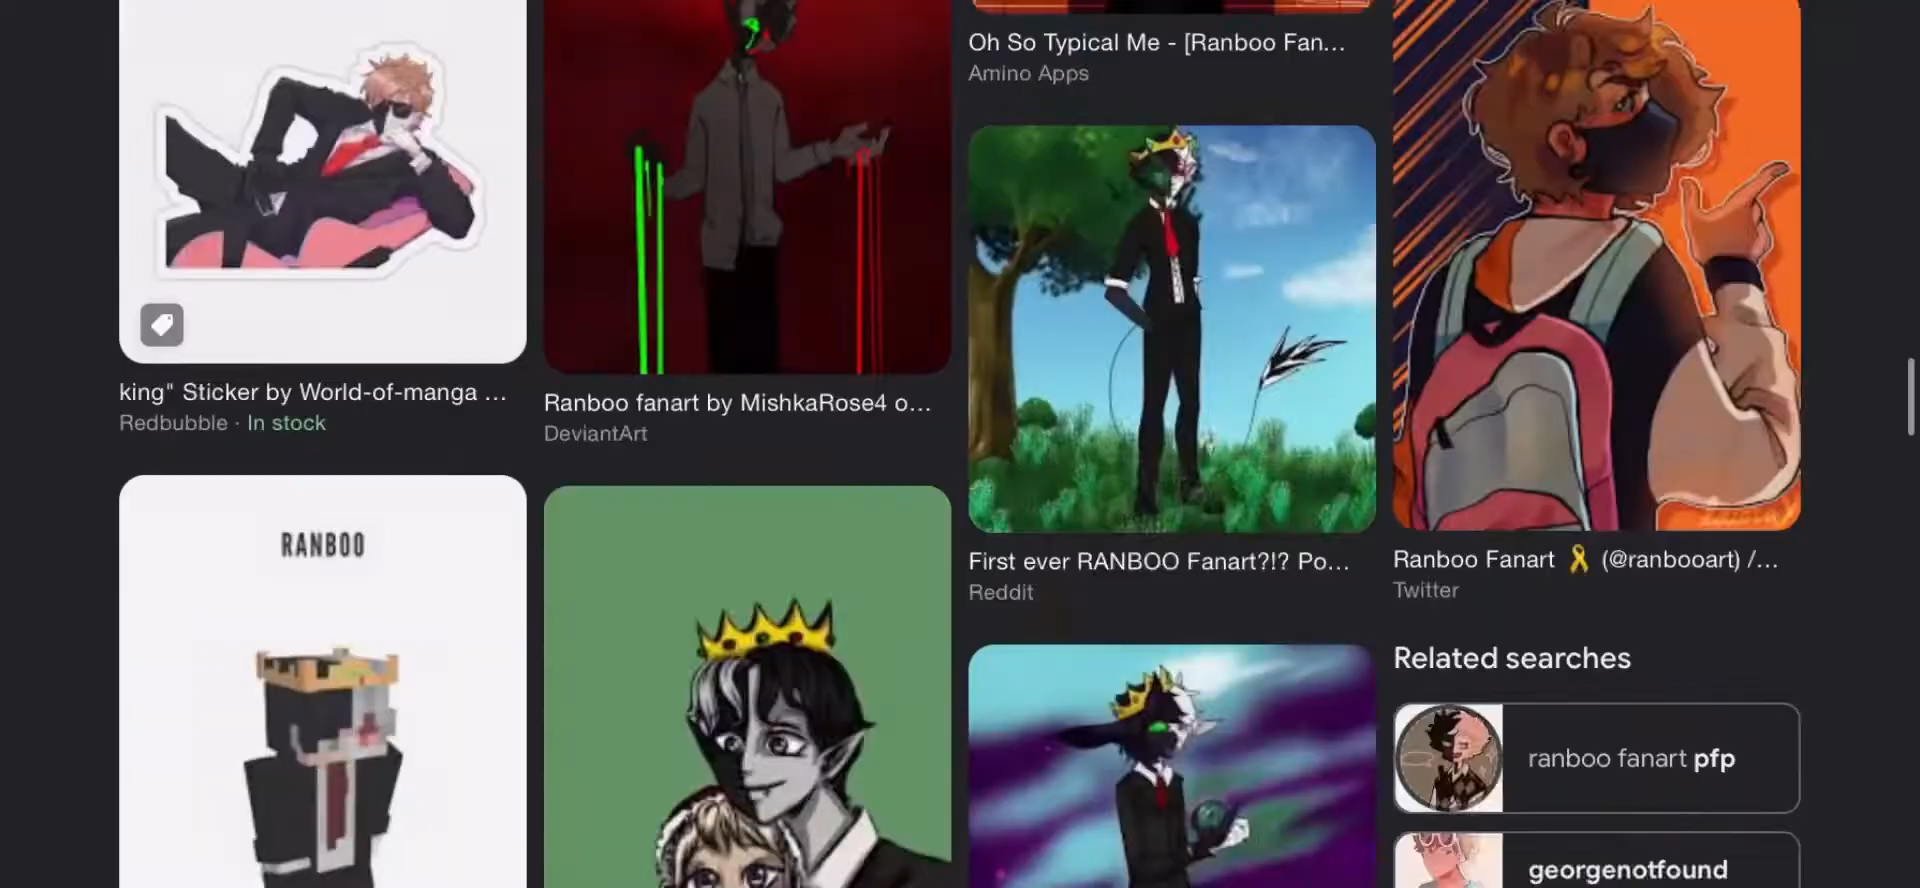 Oh So Typical Me - [Ranboo Fan...
Amino Apps
king" Sticker by World-of-manga ...
Redbubble · In stock
Ranboo fanart by MishkaRose4 o...
DeviantArt
First ever RANBOO Fanart?!? Po...
Reddit
Ranboo Fanart 🎗 (@ranbooart) /...
Twitter
RANBOO
Related searches
ranboo fanart pfp
georgenotfound